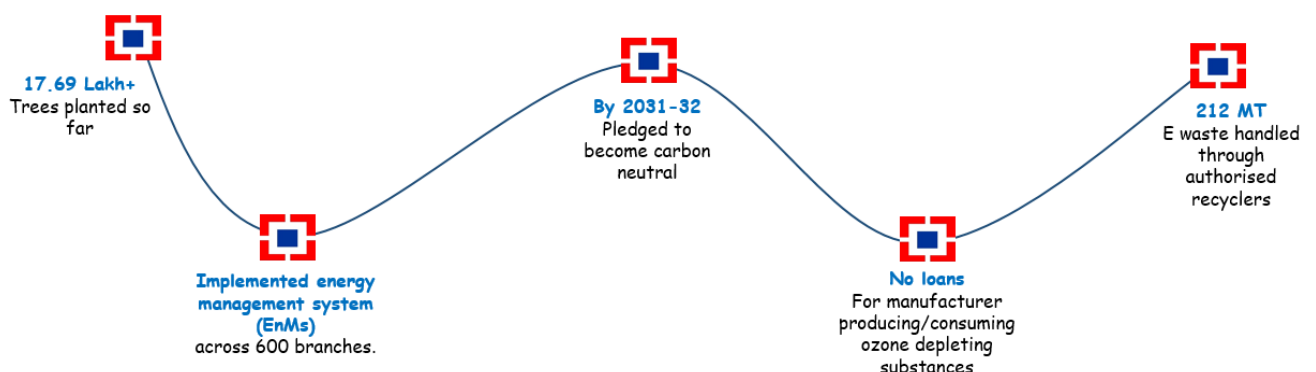 17.69 Lakh+
Trees planted so
far
Implemented energy
management system
(EnMs)
across 600 branches.
By 2031-32
Pledged to
become carbon
neutral
No loans
For manufacturer
producing/consuming
ozone depleting
substances
212 MT
E waste handled
through
authorised
recyclers